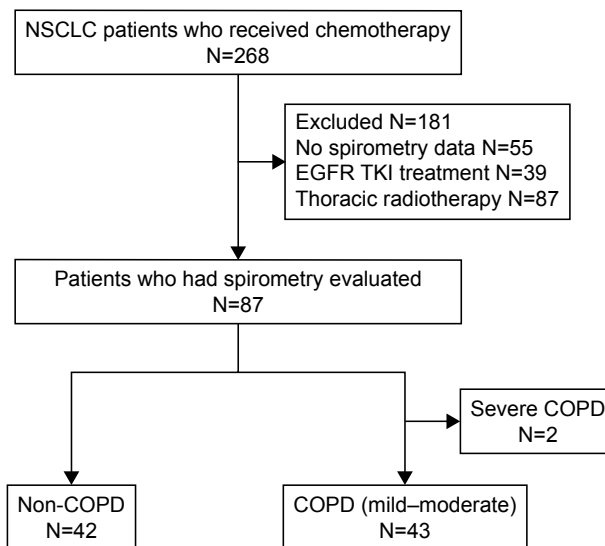 NSCLC patients who received chemotherapy
N=268
Excluded N=181
No spirometry data N=55
EGFR TKI treatment N=39
Thoracic radiotherapy N=87
Patients who had spirometry evaluated
N=87
Severe COPD
N=2
Non-COPD
N=42
COPD (mild–moderate)
N=43